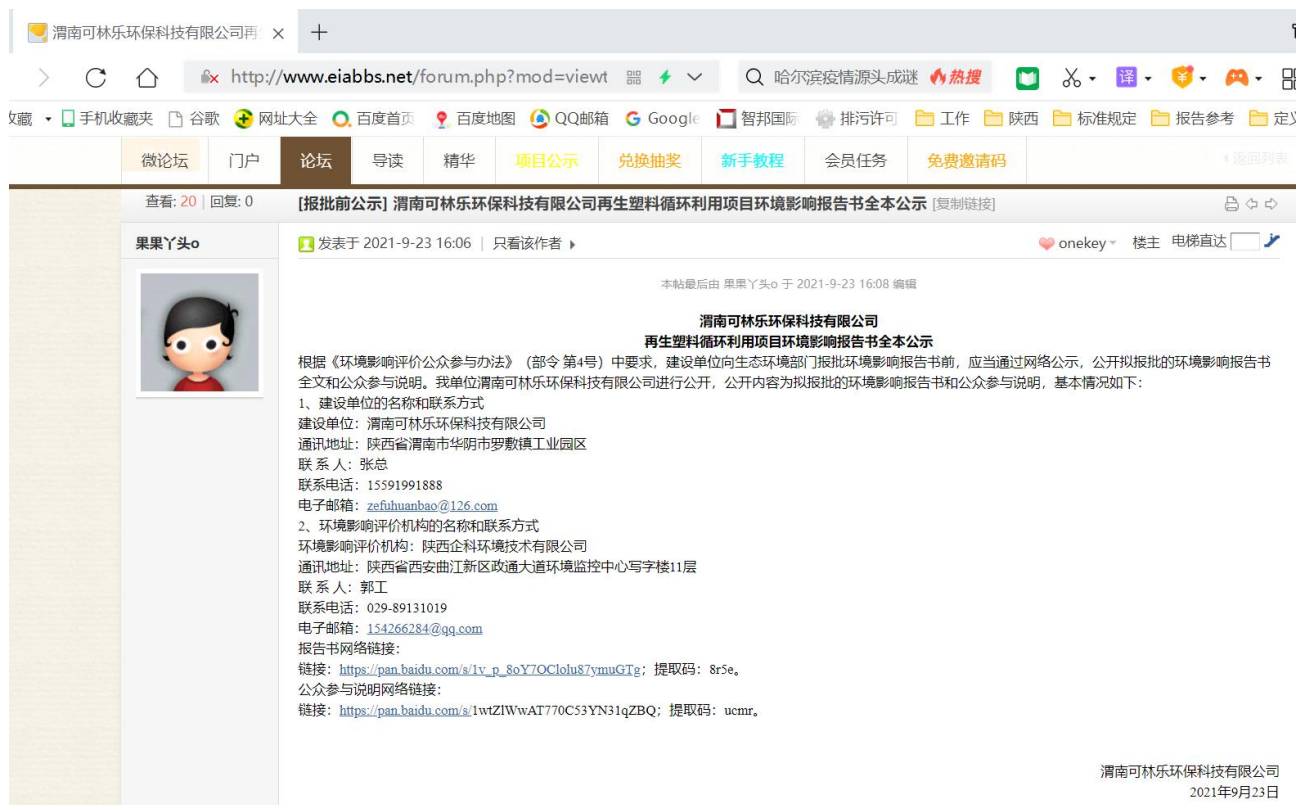 渭南可林乐环保科技有限公司再
http://www.eiabbs.net/forum.php?mod=viewt
哈尔滨疫情源头成谜 热搜
收藏 手机收藏夹 谷歌 网址大全 百度首页 百度地图 QQ邮箱 Google 智邦国际 排污许可 工作 陕西 标准规定 报告参考 定义
微论坛 门户 论坛 导读 精华 项目公示 兑换抽奖 新手教程 会员任务 免费邀请码 返回列表
查看: 20 | 回复: 0 [报批前公示] 渭南可林乐环保科技有限公司再生塑料循环利用项目环境影响报告书全本公示 [复制链接]
果果丫头o 发表于 2021-9-23 16:06 | 只看该作者 onekey 楼主 电梯直达
本帖最后由 果果丫头o 于 2021-9-23 16:08 编辑
渭南可林乐环保科技有限公司
再生塑料循环利用项目环境影响报告书全本公示
根据《环境影响评价公众参与办法》（部令 第4号）中要求，建设单位向生态环境部门报批环境影响报告书前，应当通过网络公示，公开拟报批的环境影响报告书
全文和公众参与说明。我单位渭南可林乐环保科技有限公司进行公开，公开内容为拟报批的环境影响报告书和公众参与说明，基本情况如下：
1、建设单位的名称和联系方式
建设单位：渭南可林乐环保科技有限公司
通讯地址：陕西省渭南市华阴市罗敷镇工业园区
联 系 人：张总
联系电话：15591991888
电子邮箱：zefuhuanbao@126.com
2、环境影响评价机构的名称和联系方式
环境影响评价机构：陕西企科环境技术有限公司
通讯地址：陕西省西安曲江新区政通大道环境监控中心写字楼11层
联 系 人：郭工
联系电话：029-89131019
电子邮箱：154266284@qq.com
报告书网络链接：
链接：https://pan.baidu.com/s/1v_p_8oY7OClolu87ymuGTg；提取码：8r5e。
公众参与说明网络链接：
链接：https://pan.baidu.com/s/1wtZlWwAT770C53YN31qZBQ；提取码：ucmr。
渭南可林乐环保科技有限公司
2021年9月23日